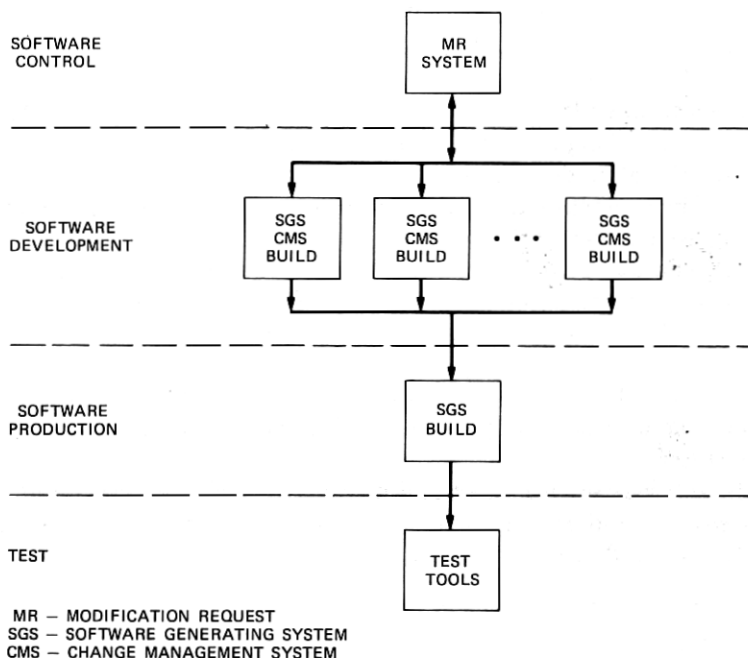 SOFTWARE
CONTROL
MR
SYSTEM
SOFTWARE
DEVELOPMENT
SGS
CMS
BUILD
SGS
CMS
BUILD
SGS
CMS
BUILD
SOFTWARE
PRODUCTION
SGS
BUILD
TEST
TEST
TOOLS
MR – MODIFICATION REQUEST
SGS – SOFTWARE GENERATING SYSTEM
CMS – CHANGE MANAGEMENT SYSTEM